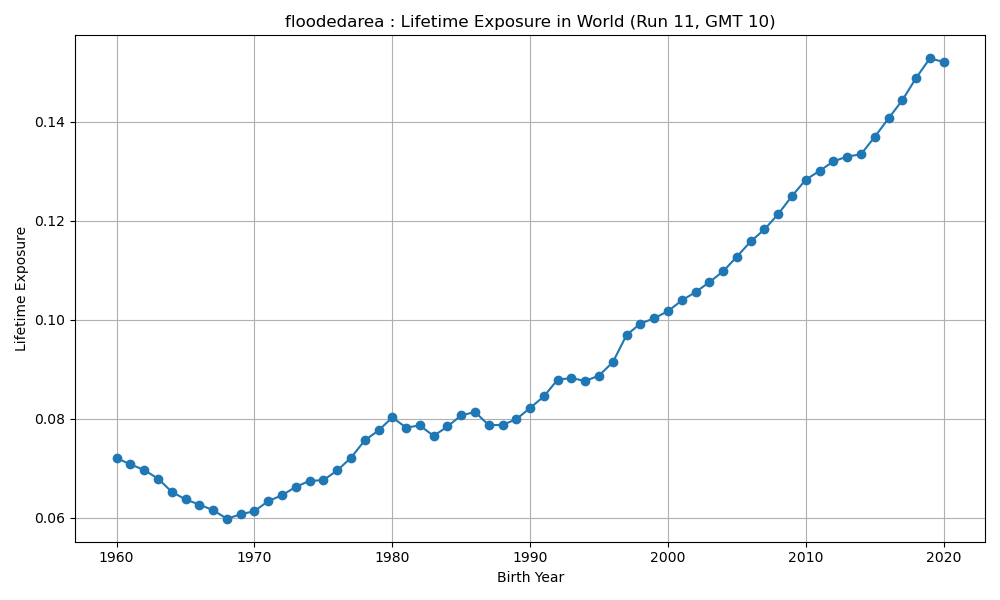 floodedarea : Lifetime Exposure in World (Run 11, GMT 10)
Lifetime Exposure
0.14
0.12
0.10
0.08
0.06
1960 1970 1980 1990 2000 2010 2020
Birth Year